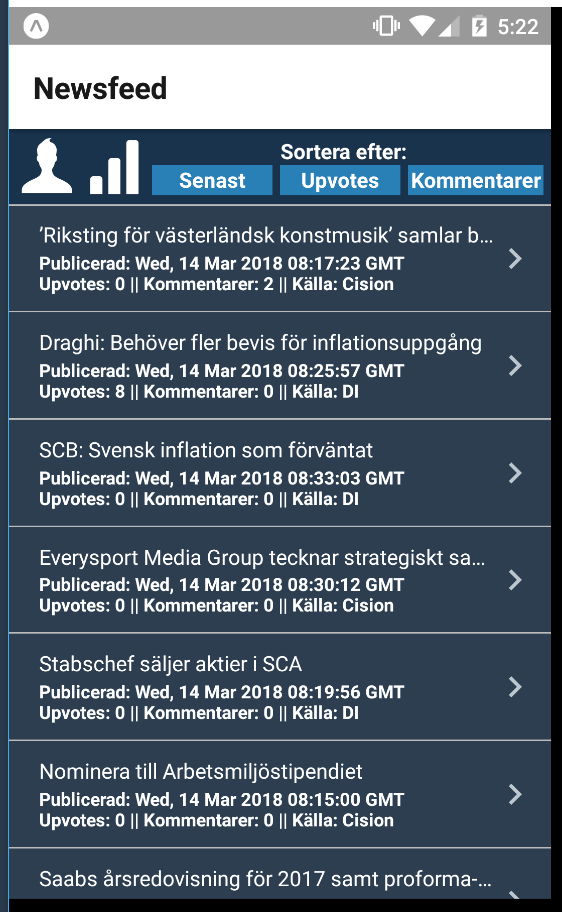 5:22
Newsfeed
Sortera efter:
Senast Upvotes Kommentarer
’Riksting för västerländsk konstmusik’ samlar b...
Publicerad: Wed, 14 Mar 2018 08:17:23 GMT
Upvotes: 0 || Kommentarer: 2 || Källa: Cision
Draghi: Behöver fler bevis för inflationsuppgång
Publicerad: Wed, 14 Mar 2018 08:25:57 GMT
Upvotes: 8 || Kommentarer: 0 || Källa: DI
SCB: Svensk inflation som förväntat
Publicerad: Wed, 14 Mar 2018 08:33:03 GMT
Upvotes: 0 || Kommentarer: 0 || Källa: DI
Everysport Media Group tecknar strategiskt sa...
Publicerad: Wed, 14 Mar 2018 08:30:12 GMT
Upvotes: 0 || Kommentarer: 0 || Källa: Cision
Stabschef säljer aktier i SCA
Publicerad: Wed, 14 Mar 2018 08:19:56 GMT
Upvotes: 0 || Kommentarer: 0 || Källa: DI
Nominera till Arbetsmiljöstipendiet
Publicerad: Wed, 14 Mar 2018 08:15:00 GMT
Upvotes: 0 || Kommentarer: 0 || Källa: Cision
Saabs årsredovisning för 2017 samt proforma-...